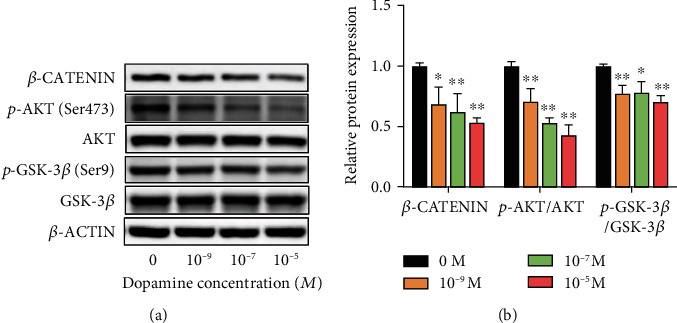 β-CATENIN
p-AKT (Ser473)
AKT
p-GSK-3β (Ser9)
GSK-3β
β-ACTIN
0 10⁻⁹ 10⁻⁷ 10⁻⁵
Dopamine concentration (M)
(a)
Relative protein expression
1.5
1.0
0.5
0.0
* ** **
** ** **
** * **
β-CATENIN p-AKT/AKT p-GSK-3β
/GSK-3β
0 M 10⁻⁷ M
10⁻⁹ M 10⁻⁵ M
(b)